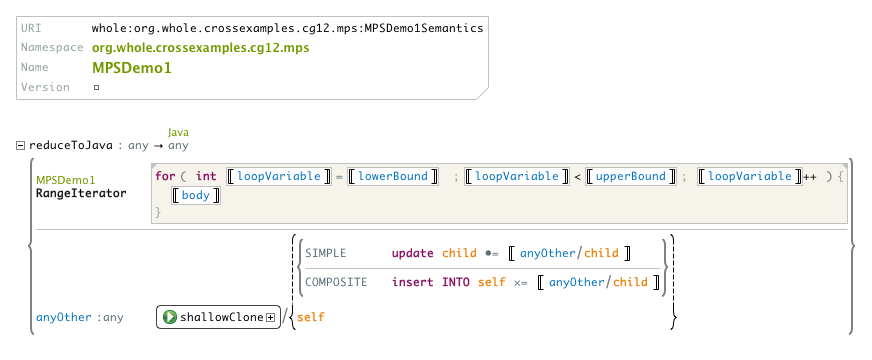 URI whole:org.whole.crossexamples.cg12.mps:MPSDemo1Semantics
Namespace org.whole.crossexamples.cg12.mps
Name MPSDemo1
Version
Java
reduceToJava : any → any
MPSDemo1
RangeIterator
for ( int ⟦ loopVariable ⟧ = ⟦ lowerBound ⟧ ; ⟦ loopVariable ⟧ < ⟦ upperBound ⟧ ; ⟦ loopVariable ⟧++ ) {
⟦ body ⟧
}
SIMPLE update child ●= ⟦ anyOther/child ⟧
COMPOSITE insert INTO self ×= ⟦ anyOther/child ⟧
anyOther :any shallowClone / { self